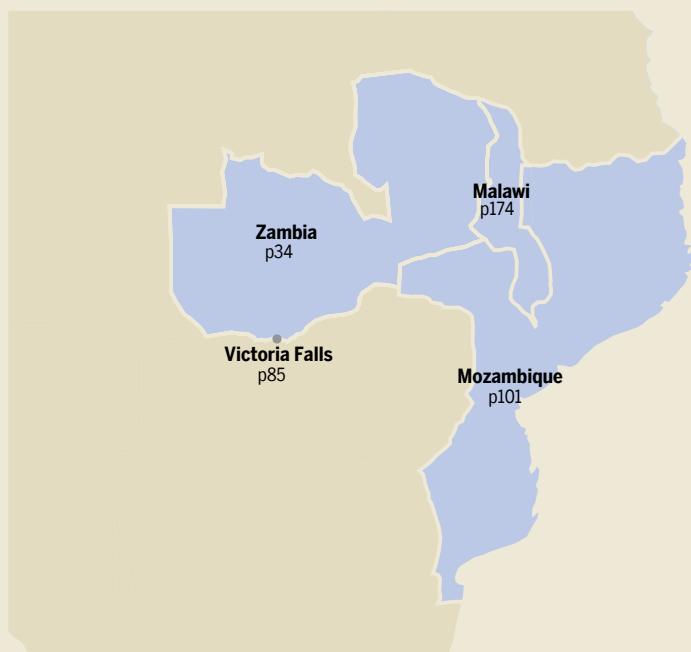 Malawi
p174
Zambia
p34
Victoria Falls
p85
Mozambique
p101